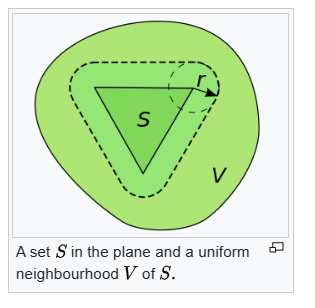 r
S
V
A set S in the plane and a uniform
neighbourhood V of S.